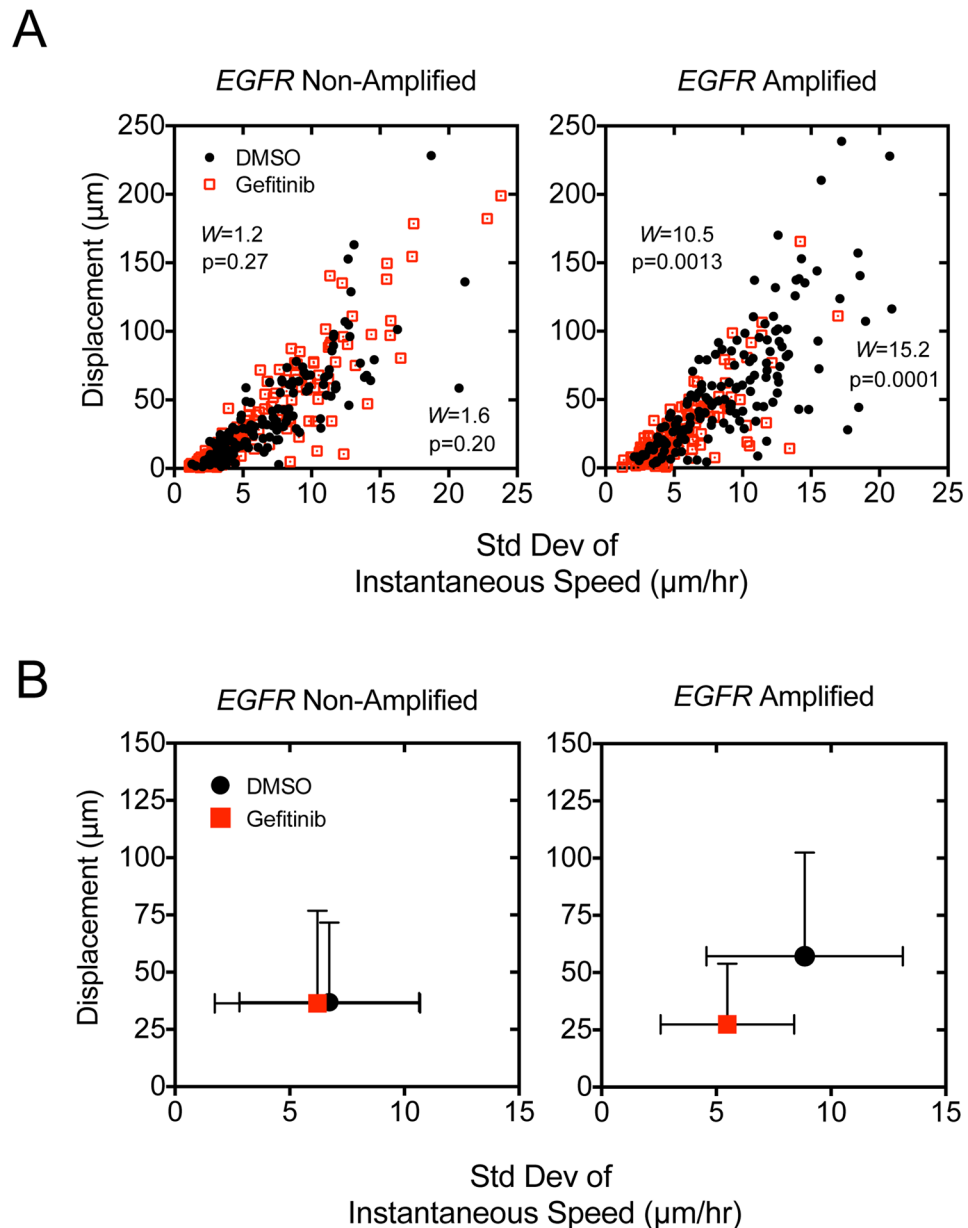 A
EGFR Non-Amplified
EGFR Amplified
Displacement (µm)
250
200
150
100
50
0
0 5 10 15 20 25
DMSO
Gefitinib
W=1.2
p=0.27
W=1.6
p=0.20
250
200
150
100
50
0
0 5 10 15 20 25
W=10.5
p=0.0013
W=15.2
p=0.0001
Std Dev of
Instantaneous Speed (µm/hr)
B
EGFR Non-Amplified
EGFR Amplified
Displacement (µm)
150
125
100
75
50
25
0
0 5 10 15
DMSO
Gefitinib
150
125
100
75
50
25
0
0 5 10 15
Std Dev of
Instantaneous Speed (µm/hr)